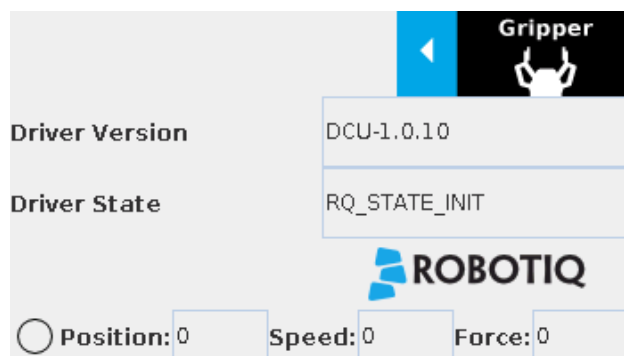 Gripper
Driver Version DCU-1.0.10
Driver State RQ_STATE_INIT
ROBOTIQ
Position: 0 Speed: 0 Force: 0